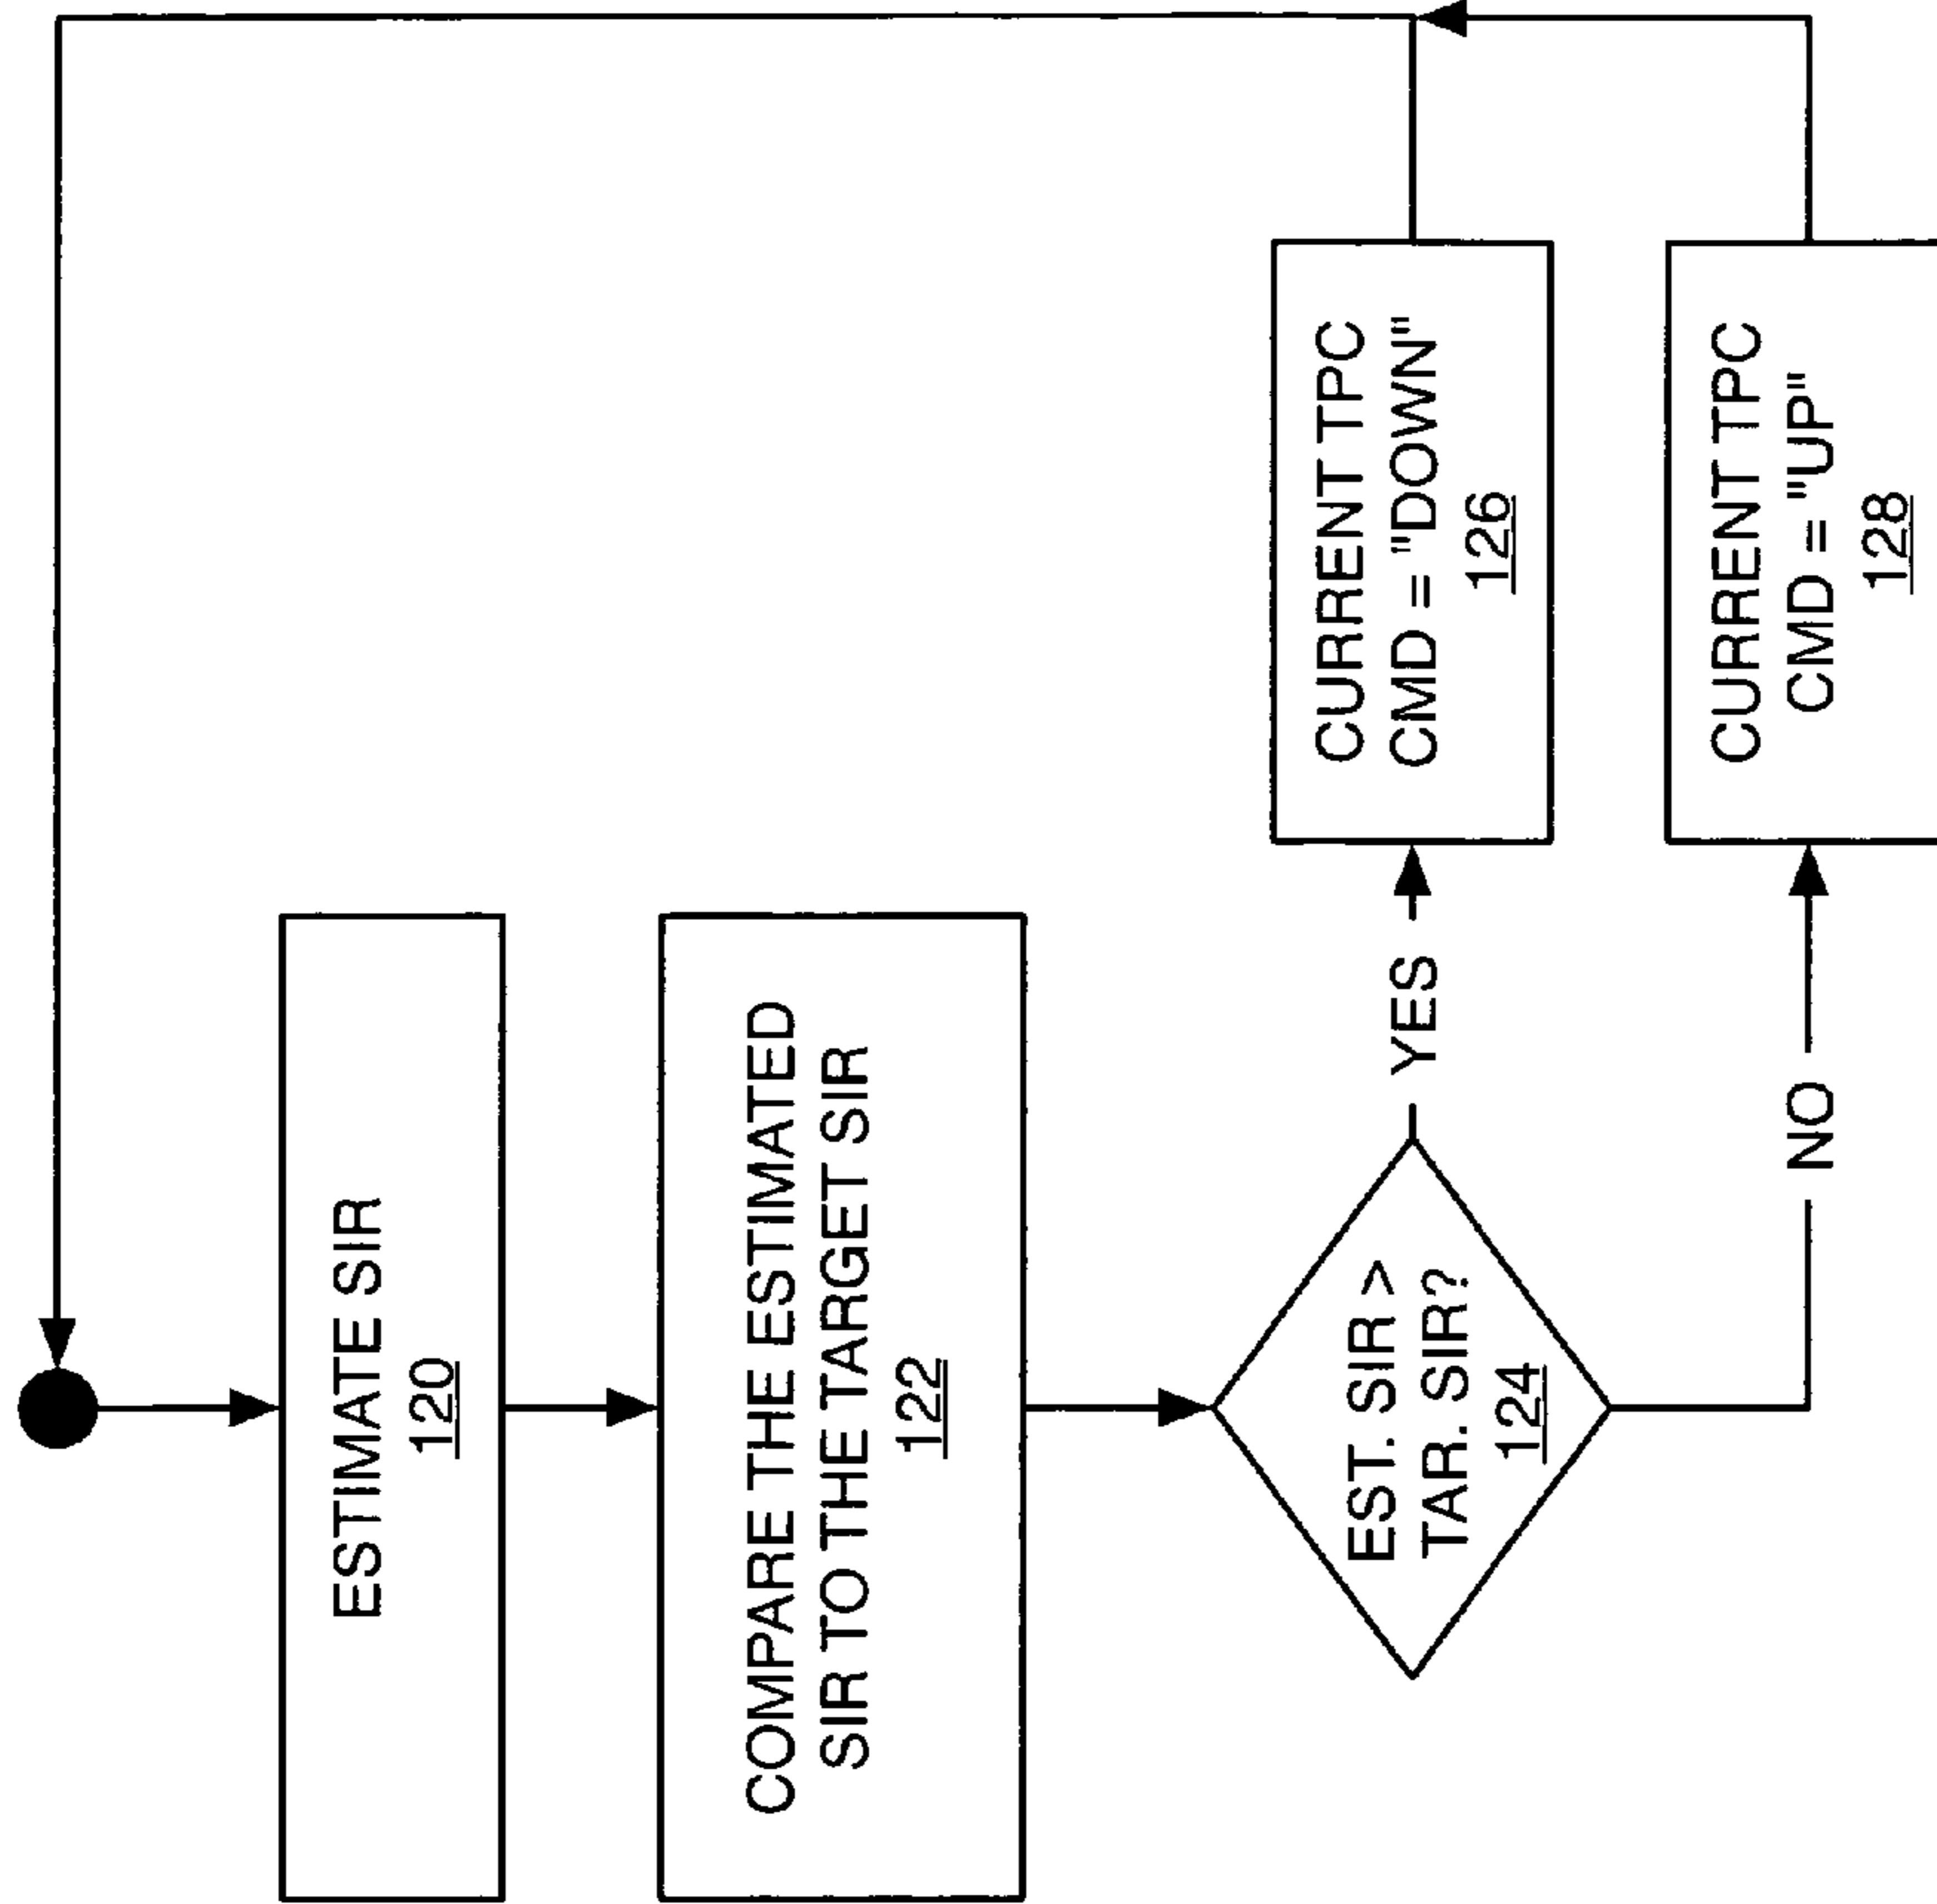 ESTIMATE SIR
120
COMPARE THE ESTIMATED
SIR TO THE TARGET SIR
122
EST. SIR >
TAR. SIR?
124
YES
CURRENT TPC
CMD = "DOWN"
126
NO
CURRENT TPC
CMD = "UP"
128